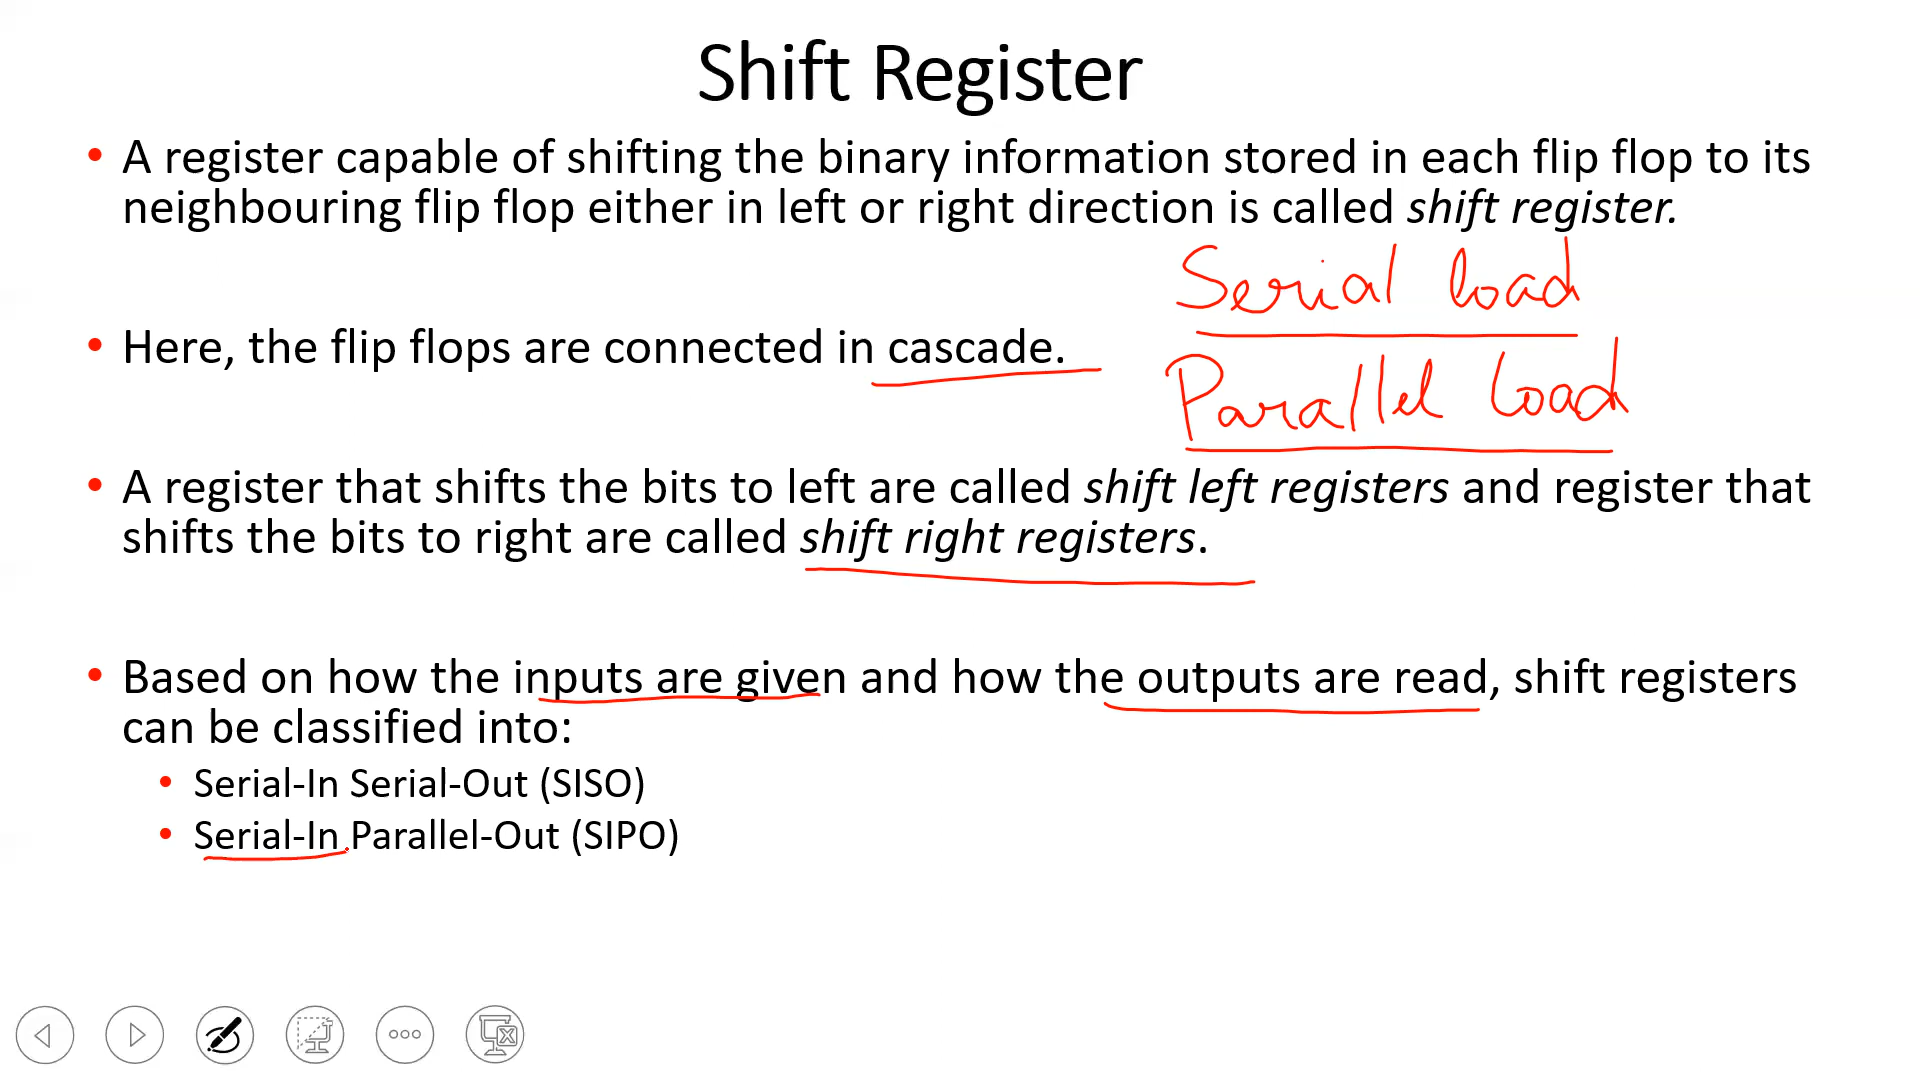 Shift Register
• A register capable of shifting the binary information stored in each flip flop to its
neighbouring flip flop either in left or right direction is called shift register.
Serial load
• Here, the flip flops are connected in cascade.
Parallel load
• A register that shifts the bits to left are called shift left registers and register that
shifts the bits to right are called shift right registers.
• Based on how the inputs are given and how the outputs are read, shift registers
can be classified into:
• Serial-In Serial-Out (SISO)
• Serial-In Parallel-Out (SIPO)